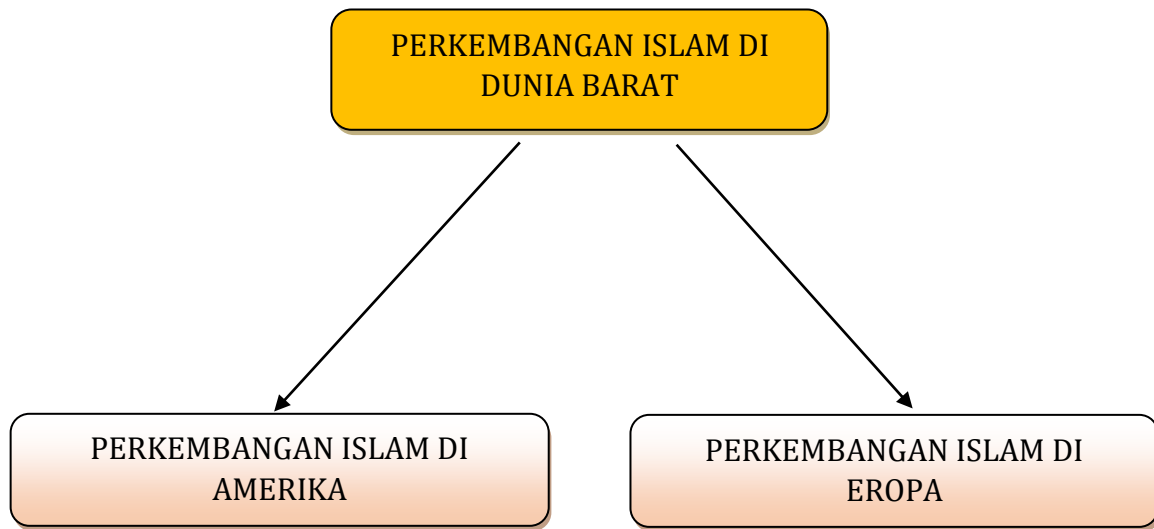 PERKEMBANGAN ISLAM DI
DUNIA BARAT
PERKEMBANGAN ISLAM DI
AMERIKA
PERKEMBANGAN ISLAM DI
EROPA